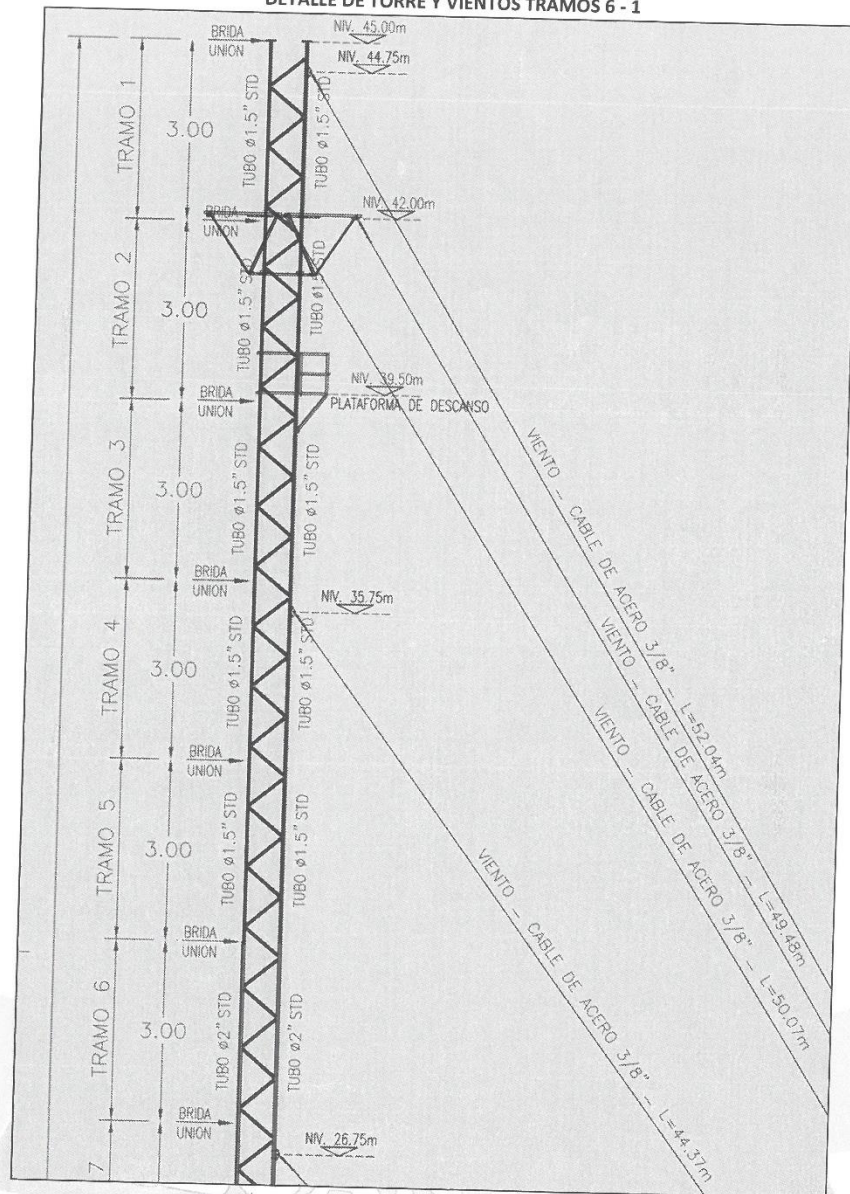 DETALLE DE TORRE Y VIENTOS TRAMOS 6 - 1
BRIDA
UNION
NIV. 45.00m
NIV. 44.75m
TRAMO 1
3.00
TUBO ø1.5" STD
TUBO ø1.5" STD
BRIDA
UNION
NIV. 42.00m
TRAMO 2
3.00
TUBO ø1.5" STD
TUBO ø1.5" STD
NIV. 39.50m
PLATAFORMA DE DESCANSO
BRIDA
UNION
TRAMO 3
3.00
TUBO ø1.5" STD
TUBO ø1.5" STD
BRIDA
UNION
NIV. 35.75m
TRAMO 4
3.00
TUBO ø1.5" STD
TUBO ø1.5" STD
BRIDA
UNION
TRAMO 5
3.00
TUBO ø1.5" STD
TUBO ø1.5" STD
BRIDA
UNION
TRAMO 6
3.00
TUBO ø2" STD
TUBO ø2" STD
BRIDA
UNION
NIV. 26.75m
7
VIENTO - CABLE DE ACERO 3/8" - L=52.04m
VIENTO - CABLE DE ACERO 3/8" - L=49.48m
VIENTO - CABLE DE ACERO 3/8" - L=50.07m
VIENTO - CABLE DE ACERO 3/8" - L=44.37m